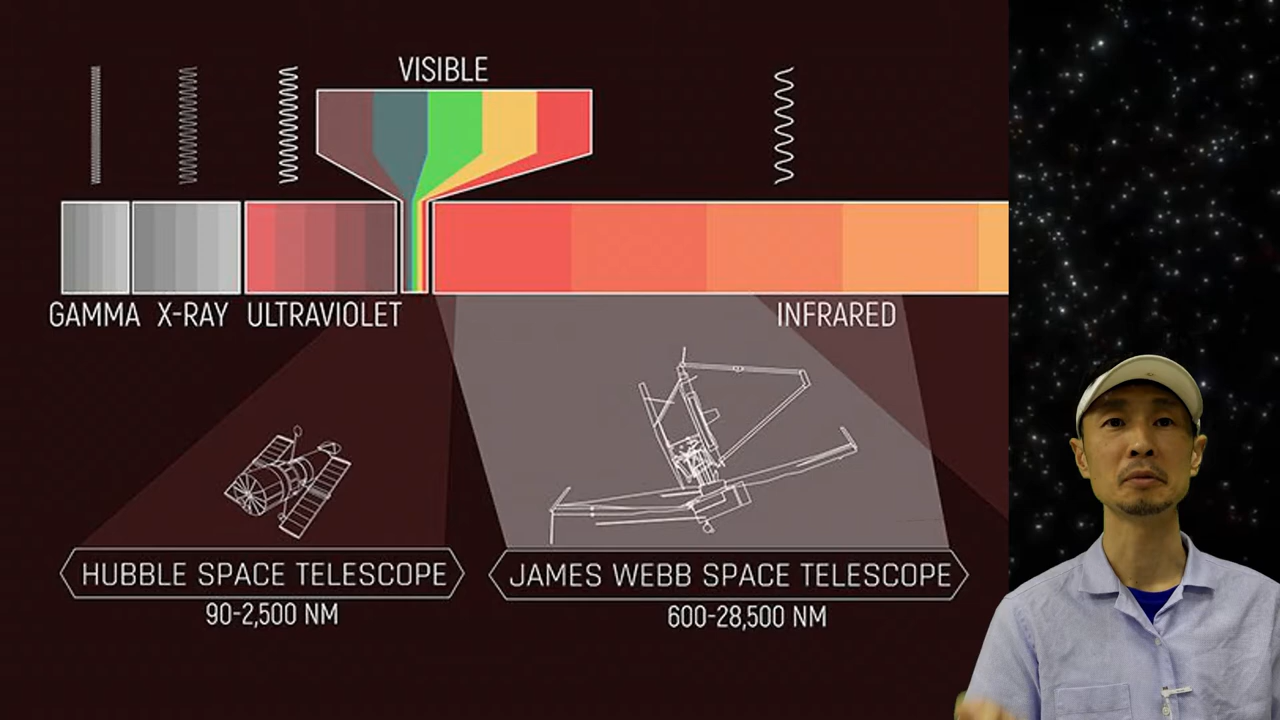 VISIBLE
GAMMA X-RAY ULTRAVIOLET INFRARED
HUBBLE SPACE TELESCOPE
90-2,500 NM
JAMES WEBB SPACE TELESCOPE
600-28,500 NM